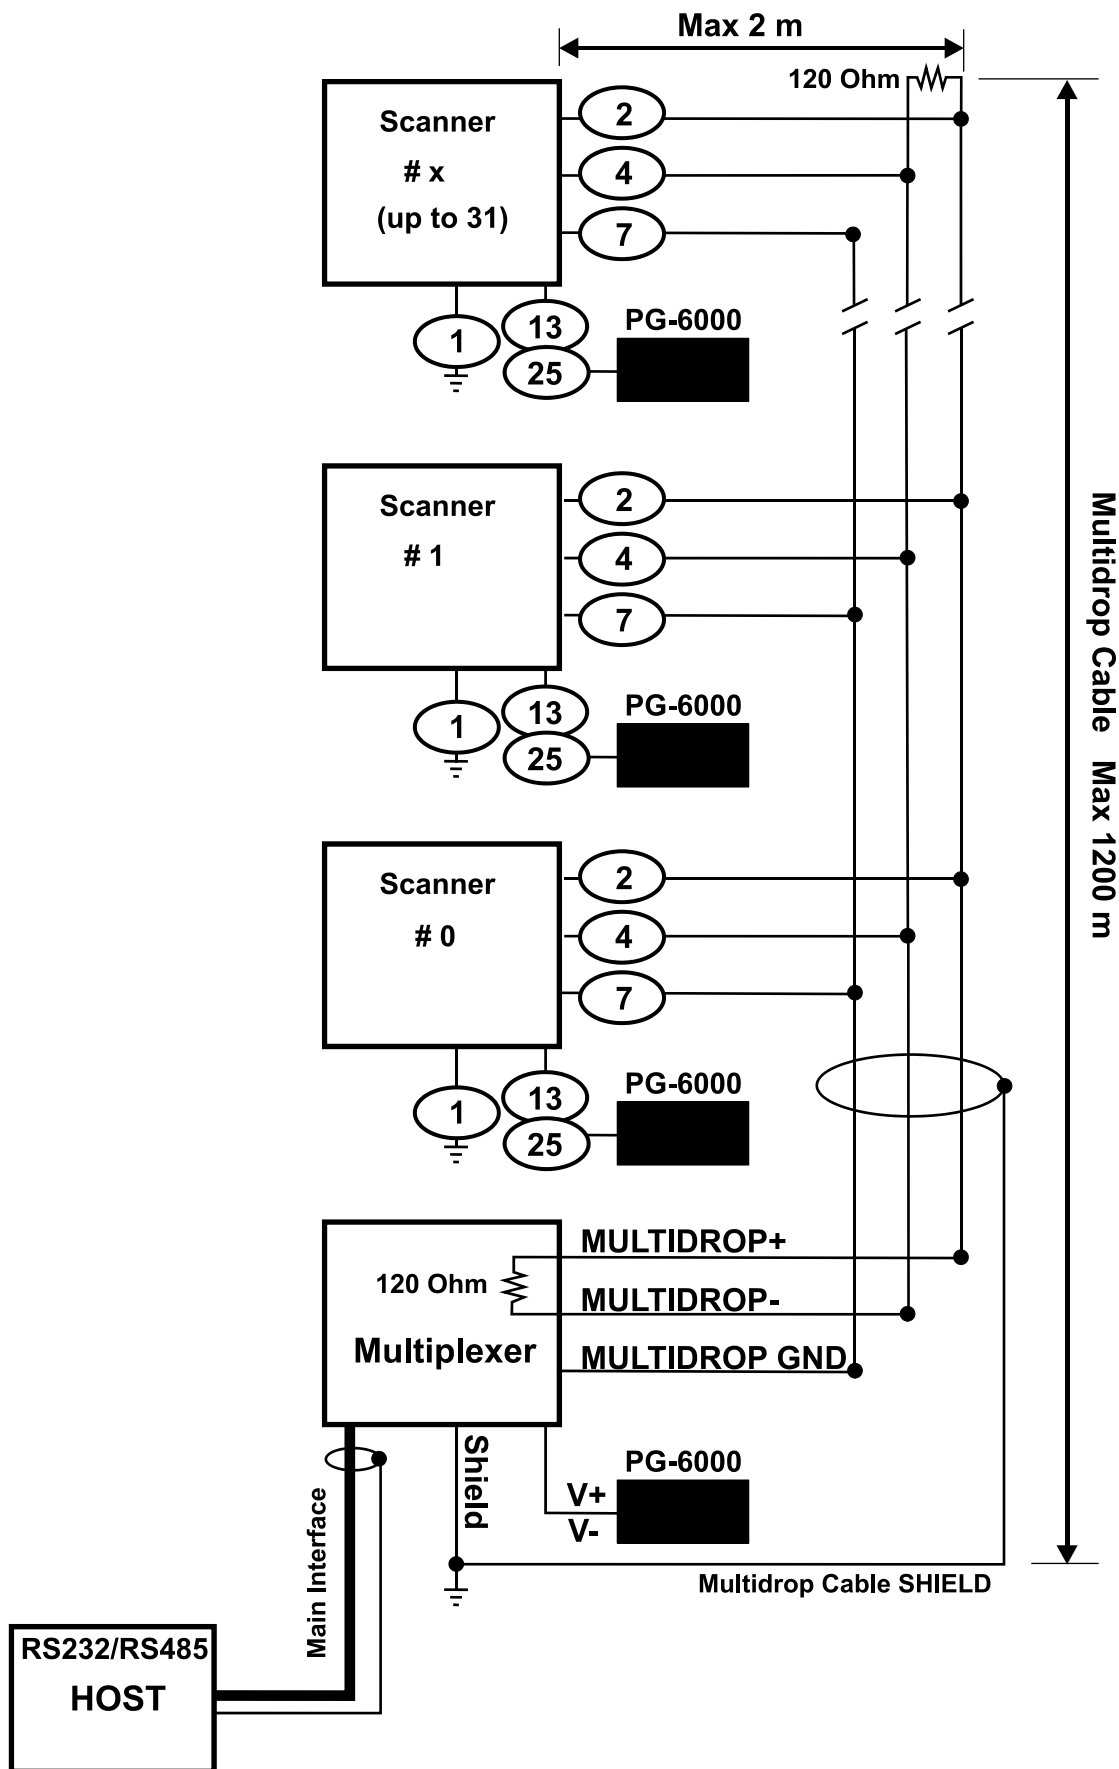 Max 2 m
120 Ohm
Scanner
# x
(up to 31)
2
4
7
1
13
25
PG-6000
Scanner
# 1
2
4
7
1
13
25
PG-6000
Scanner
# 0
2
4
7
1
13
25
PG-6000
Multidrop Cable Max 1200 m
MULTIDROP+
120 Ohm
MULTIDROP-
Multiplexer
MULTIDROP GND
Shield
PG-6000
V+
V-
Main Interface
Multidrop Cable SHIELD
RS232/RS485
HOST